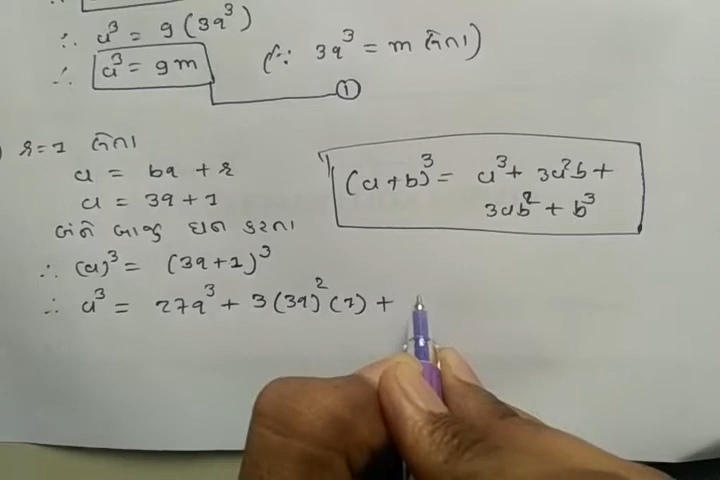 ∴ a³ = 9(3q³)
∴ a³ = 9m (∵ 3q³ = m લેતા)
①
r=1 લેતા
a = bq + r
a = 3q + 1
બંને બાજુ ઘન કરતા
∴ (a)³ = (3q+1)³
∴ a³ = 27q³ + 3(3q)²(1) +
(a+b)³ = a³ + 3a²b +
3ab² + b³